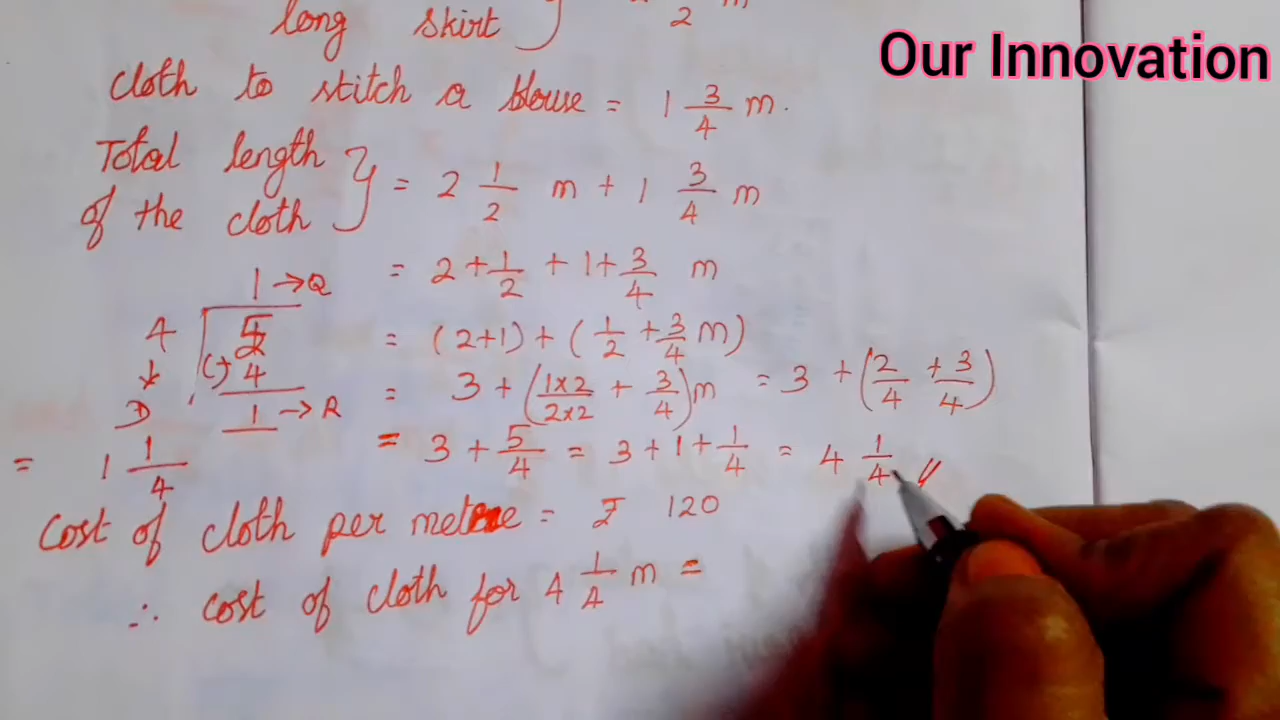 Our Innovation
long skirt } 2 1/2 m
Cloth to stitch a blouse = 1 3/4 m.
Total length of the cloth } = 2 1/2 m + 1 3/4 m
= 2 + 1/2 + 1 + 3/4 m
= (2+1) + (1/2 + 3/4 m)
= 3 + (1×2/2×2 + 3/4) m = 3 + (2/4 + 3/4)
= 3 + 5/4 = 3 + 1 + 1/4 = 4 1/4 //
1 → Q
4
(-) 4
D
1 → R
= 1 1/4
Cost of cloth per metre = ₹ 120
∴ cost of cloth for 4 1/4 m =